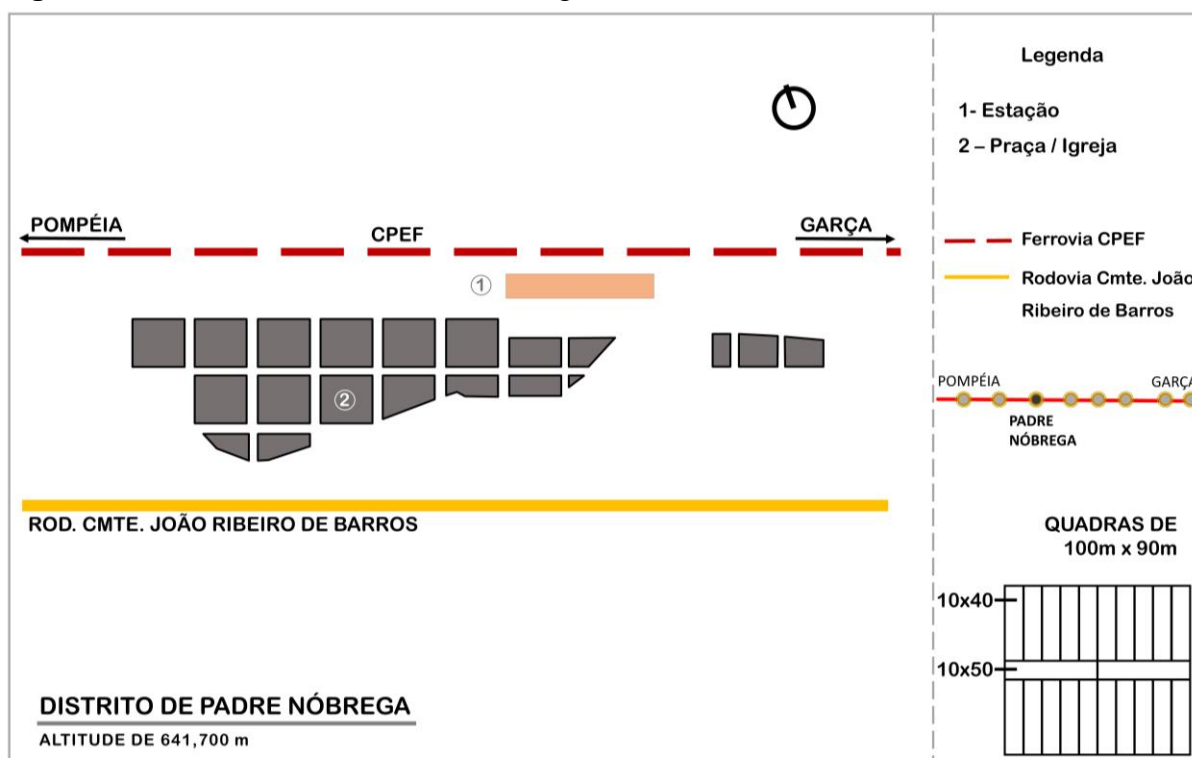 POMPÉIA
CPEF
GARÇA
1
2
ROD. CMTE. JOÃO RIBEIRO DE BARROS
DISTRITO DE PADRE NÓBREGA
ALTITUDE DE 641,700 m
Legenda
1- Estação
2 – Praça / Igreja
Ferrovia CPEF
Rodovia Cmte. João
Ribeiro de Barros
POMPÉIA
GARÇA
PADRE
NÓBREGA
QUADRAS DE
100m x 90m
10x40
10x50